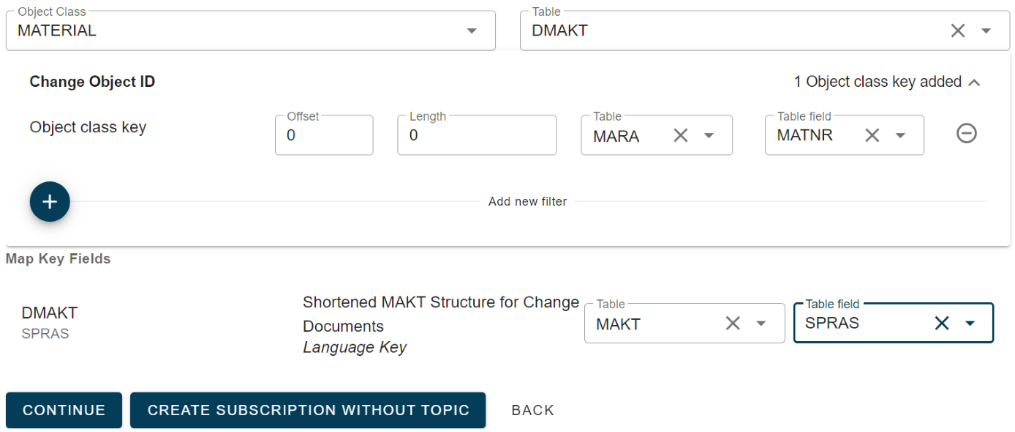 Object Class
MATERIAL
Table
DMAKT
Change Object ID
1 Object class key added
Object class key
Offset
0
Length
0
Table
MARA
Table field
MATNR
+
Add new filter
Map Key Fields
DMAKT
SPRAS
Shortened MAKT Structure for Change
Documents
Language Key
Table
MAKT
Table field
SPRAS
CONTINUE
CREATE SUBSCRIPTION WITHOUT TOPIC
BACK